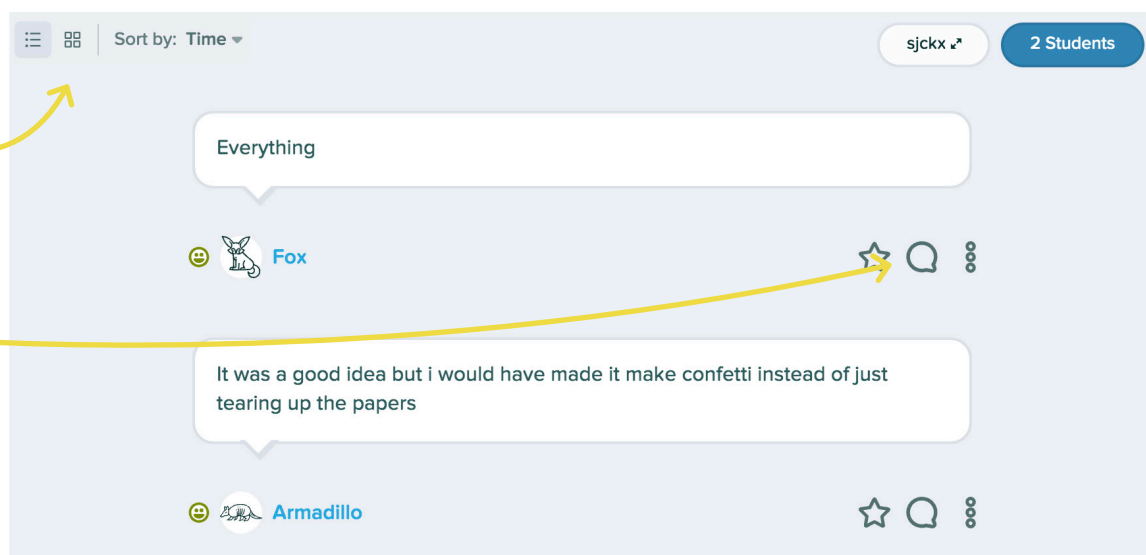 Sort by: Time
sjckx
2 Students
Everything
Fox
It was a good idea but i would have made it make confetti instead of just
tearing up the papers
Armadillo